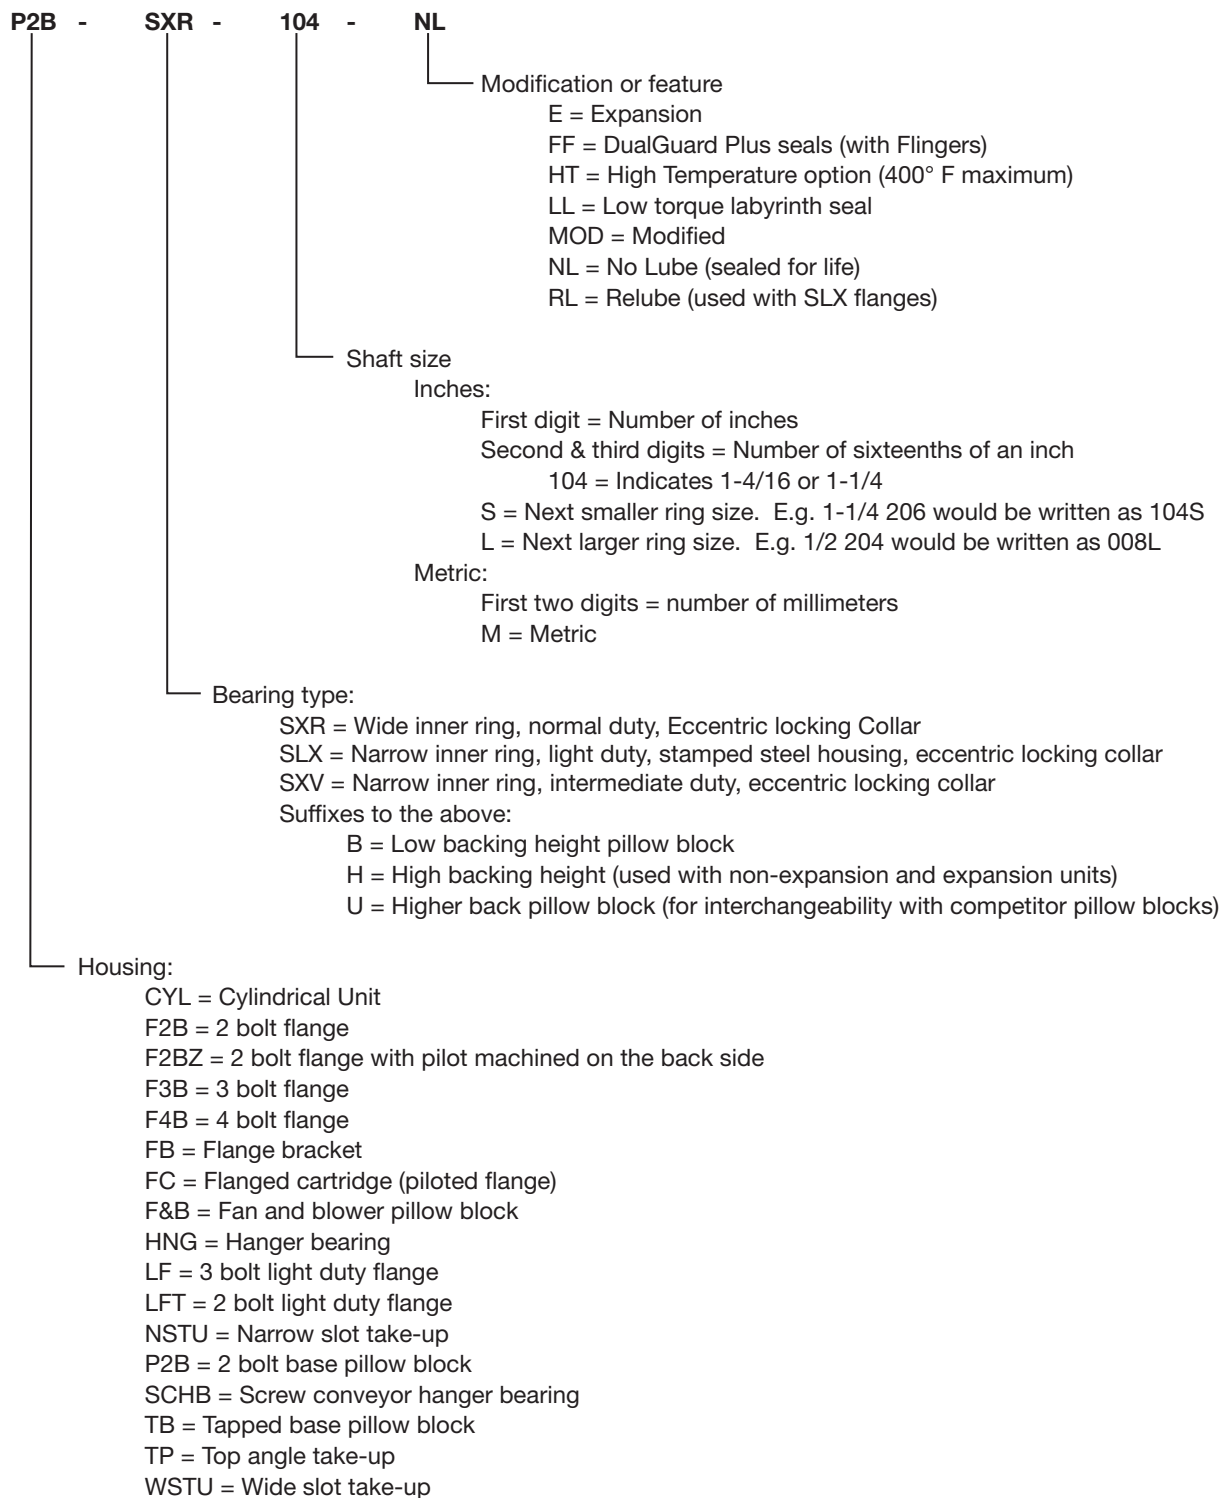 P2B - SXR - 104 - NL
Modification or feature
E = Expansion
FF = DualGuard Plus seals (with Flingers)
HT = High Temperature option (400° F maximum)
LL = Low torque labyrinth seal
MOD = Modified
NL = No Lube (sealed for life)
RL = Relube (used with SLX flanges)
Shaft size
Inches:
First digit = Number of inches
Second & third digits = Number of sixteenths of an inch
104 = Indicates 1-4/16 or 1-1/4
S = Next smaller ring size.  E.g. 1-1/4 206 would be written as 104S
L = Next larger ring size.  E.g. 1/2 204 would be written as 008L
Metric:
First two digits = number of millimeters
M = Metric
Bearing type:
SXR = Wide inner ring, normal duty, Eccentric locking Collar
SLX = Narrow inner ring, light duty, stamped steel housing, eccentric locking collar
SXV = Narrow inner ring, intermediate duty, eccentric locking collar
Suffixes to the above:
B = Low backing height pillow block
H = High backing height (used with non-expansion and expansion units)
U = Higher back pillow block (for interchangeability with competitor pillow blocks)
Housing:
CYL = Cylindrical Unit
F2B = 2 bolt flange
F2BZ = 2 bolt flange with pilot machined on the back side
F3B = 3 bolt flange
F4B = 4 bolt flange
FB = Flange bracket
FC = Flanged cartridge (piloted flange)
F&B = Fan and blower pillow block
HNG = Hanger bearing
LF = 3 bolt light duty flange
LFT = 2 bolt light duty flange
NSTU = Narrow slot take-up
P2B = 2 bolt base pillow block
SCHB = Screw conveyor hanger bearing
TB = Tapped base pillow block
TP = Top angle take-up
WSTU = Wide slot take-up